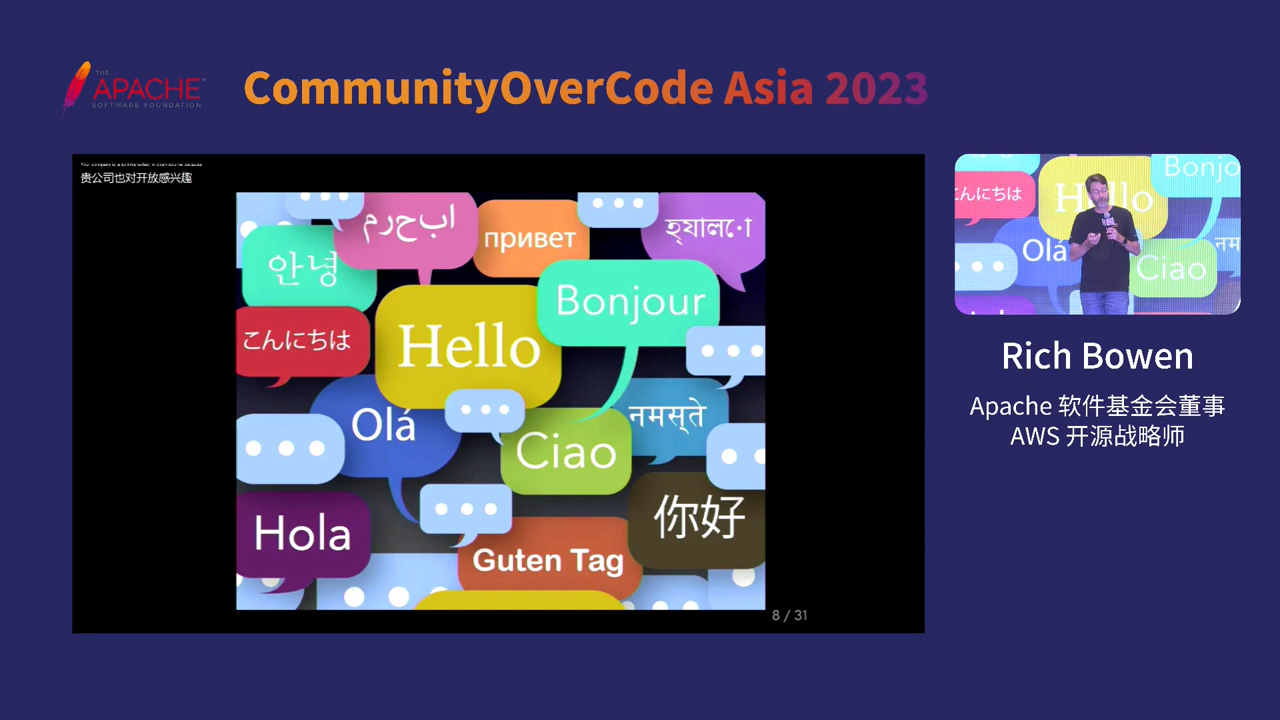 THE
APACHE
SOFTWARE FOUNDATION
CommunityOverCode Asia 2023
贵公司也对开放感兴趣
привет
안녕
Bonjour
こんにちは
Hello
Olá
नमस्ते
Ciao
你好
Hola
Guten Tag
8 / 31
Bonjo
んにちは
Hello
Olá
नम
Ciao
Rich Bowen
Apache 软件基金会董事
AWS 开源战略师